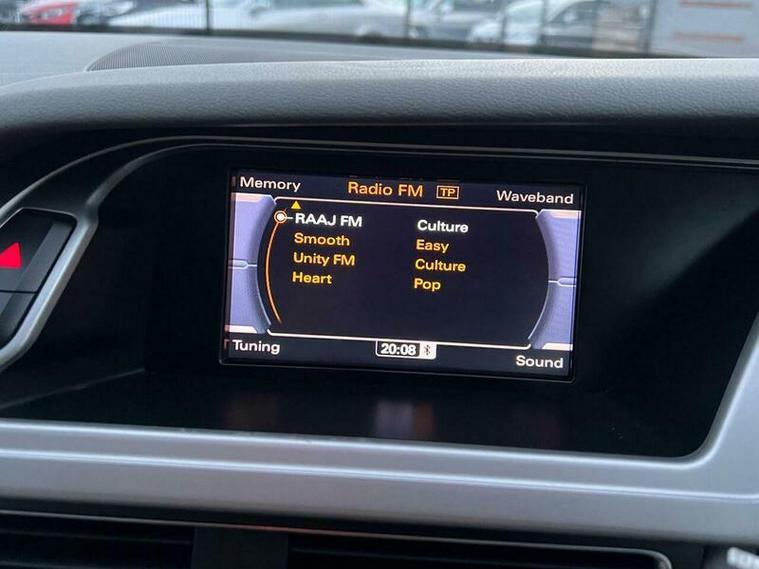 Memory Radio FM TP Waveband
RAAJ FM Culture
Smooth Easy
Unity FM Culture
Heart Pop
Tuning 20:08 Sound